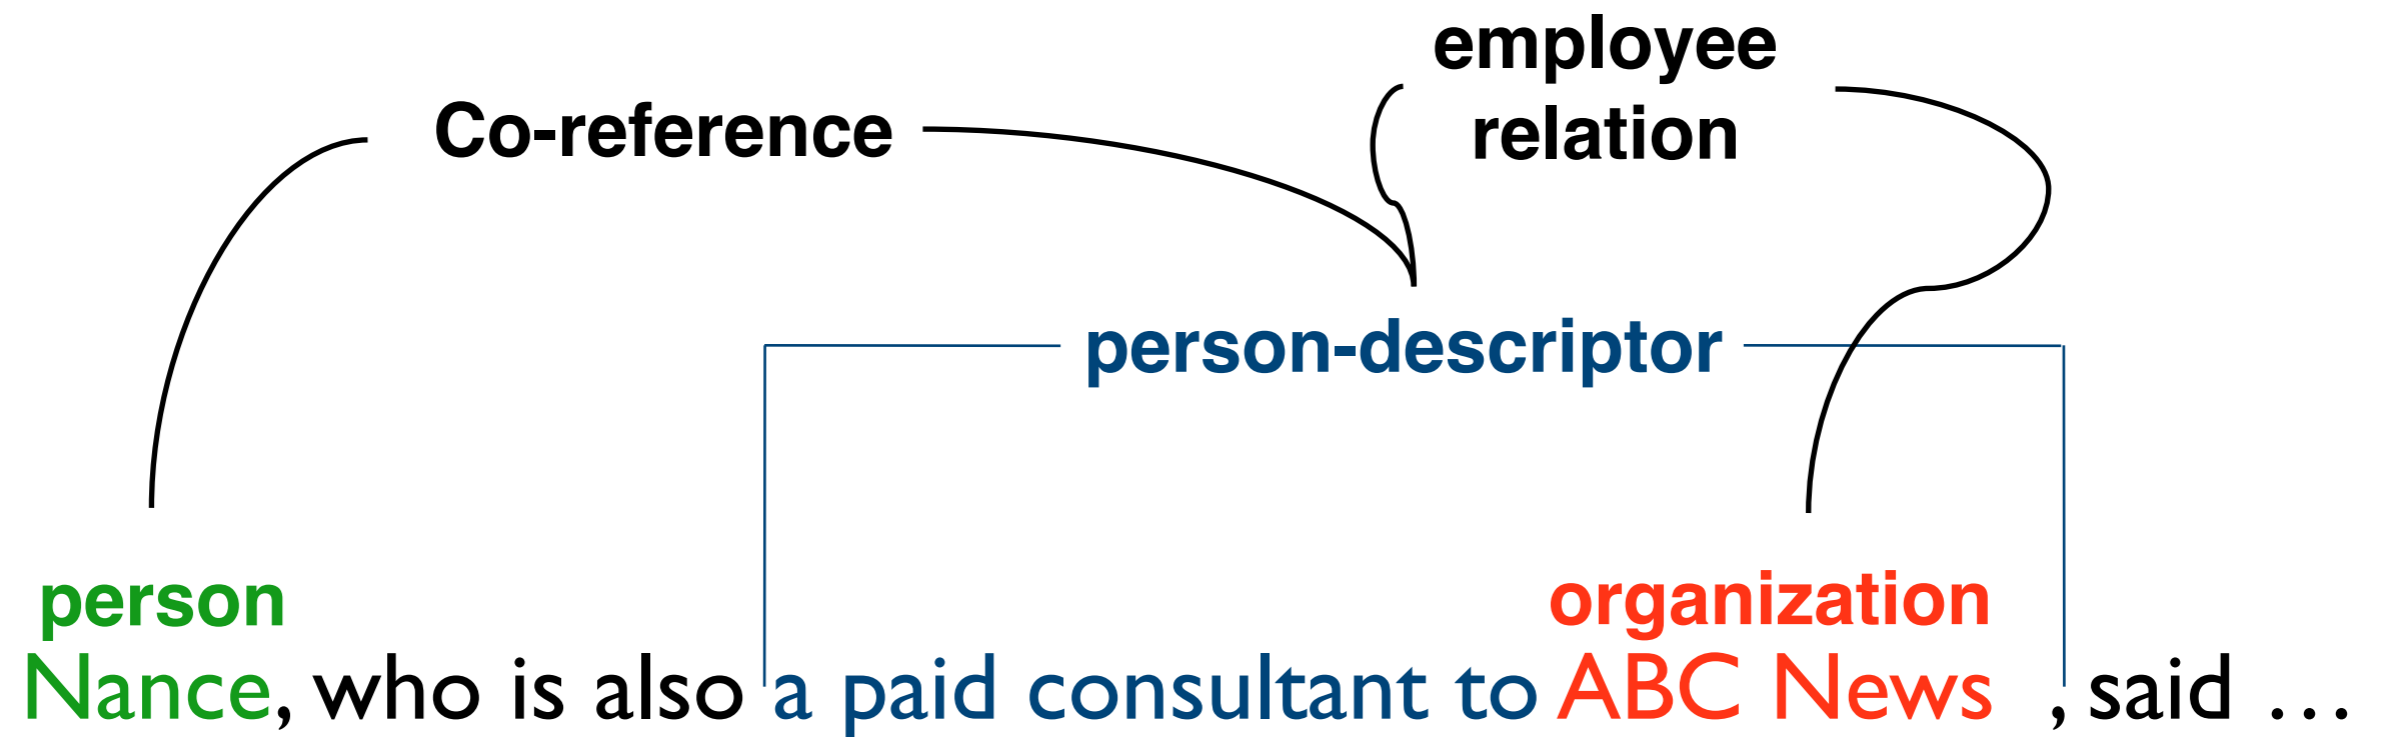 employee
Co-reference
relation
person-descriptor
person
organization
Nance, who is also a paid consultant to ABC News , said …